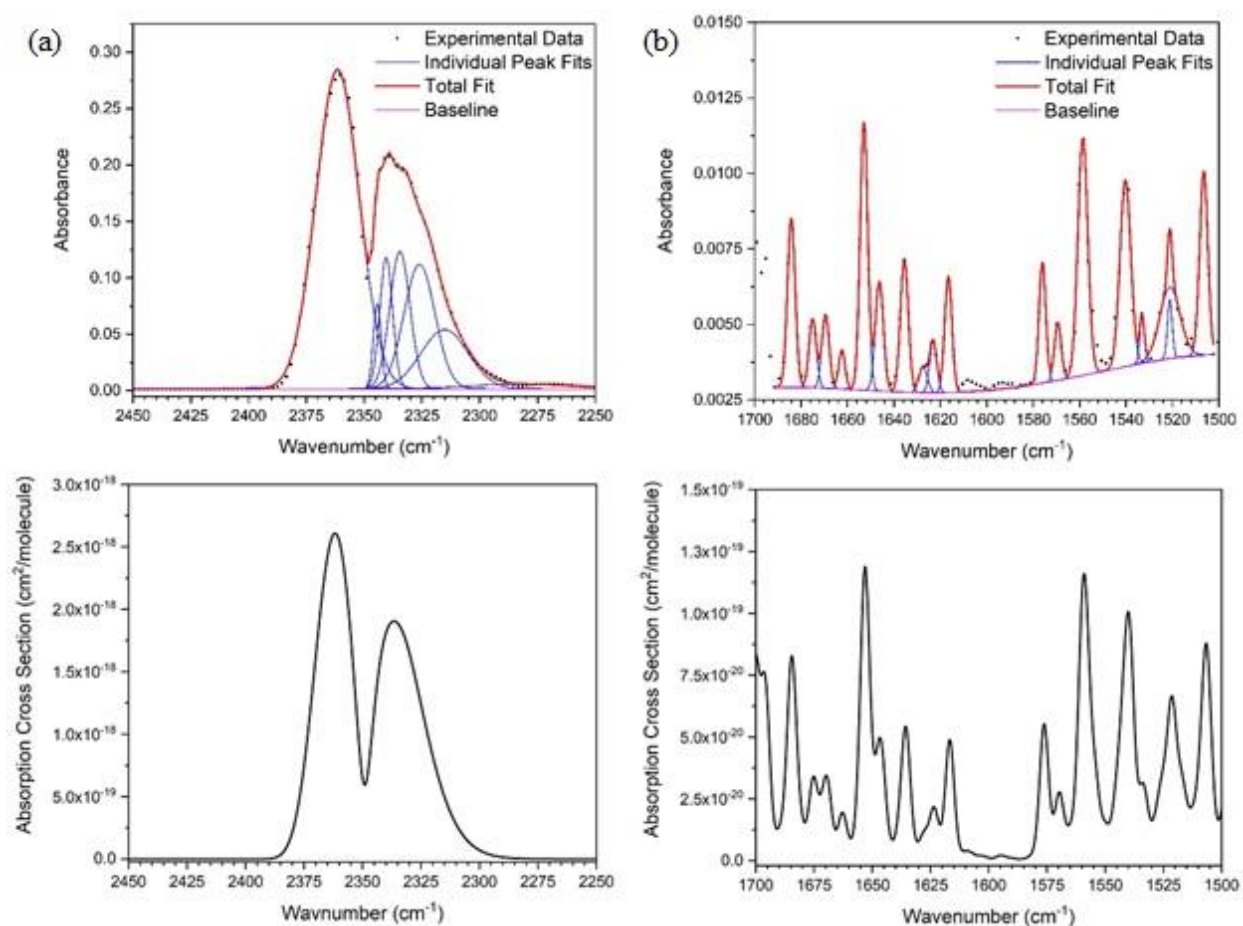 (a)
Experimental Data
Individual Peak Fits
Total Fit
Baseline
Absorbance
0.30
0.25
0.20
0.15
0.10
0.05
0.00
2450 2425 2400 2375 2350 2325 2300 2275 2250
Wavenumber (cm-1)
(b)
Experimental Data
Individual Peak Fits
Total Fit
Baseline
Absorbance
0.0150
0.0125
0.0100
0.0075
0.0050
0.0025
1700 1680 1660 1640 1620 1600 1580 1560 1540 1520 1500
Wavenumber (cm-1)
Absorption Cross Section (cm2/molecule)
3.0x10-18
2.5x10-18
2.0x10-18
1.5x10-18
1.0x10-18
5.0x10-19
0.0
2450 2425 2400 2375 2350 2325 2300 2275 2250
Wavnumber (cm-1)
Absorption Cross Section (cm2/molecule)
1.5x10-19
1.3x10-19
1.0x10-19
7.5x10-20
5.0x10-20
2.5x10-20
0.0
1700 1675 1650 1625 1600 1575 1550 1525 1500
Wavenumber (cm-1)